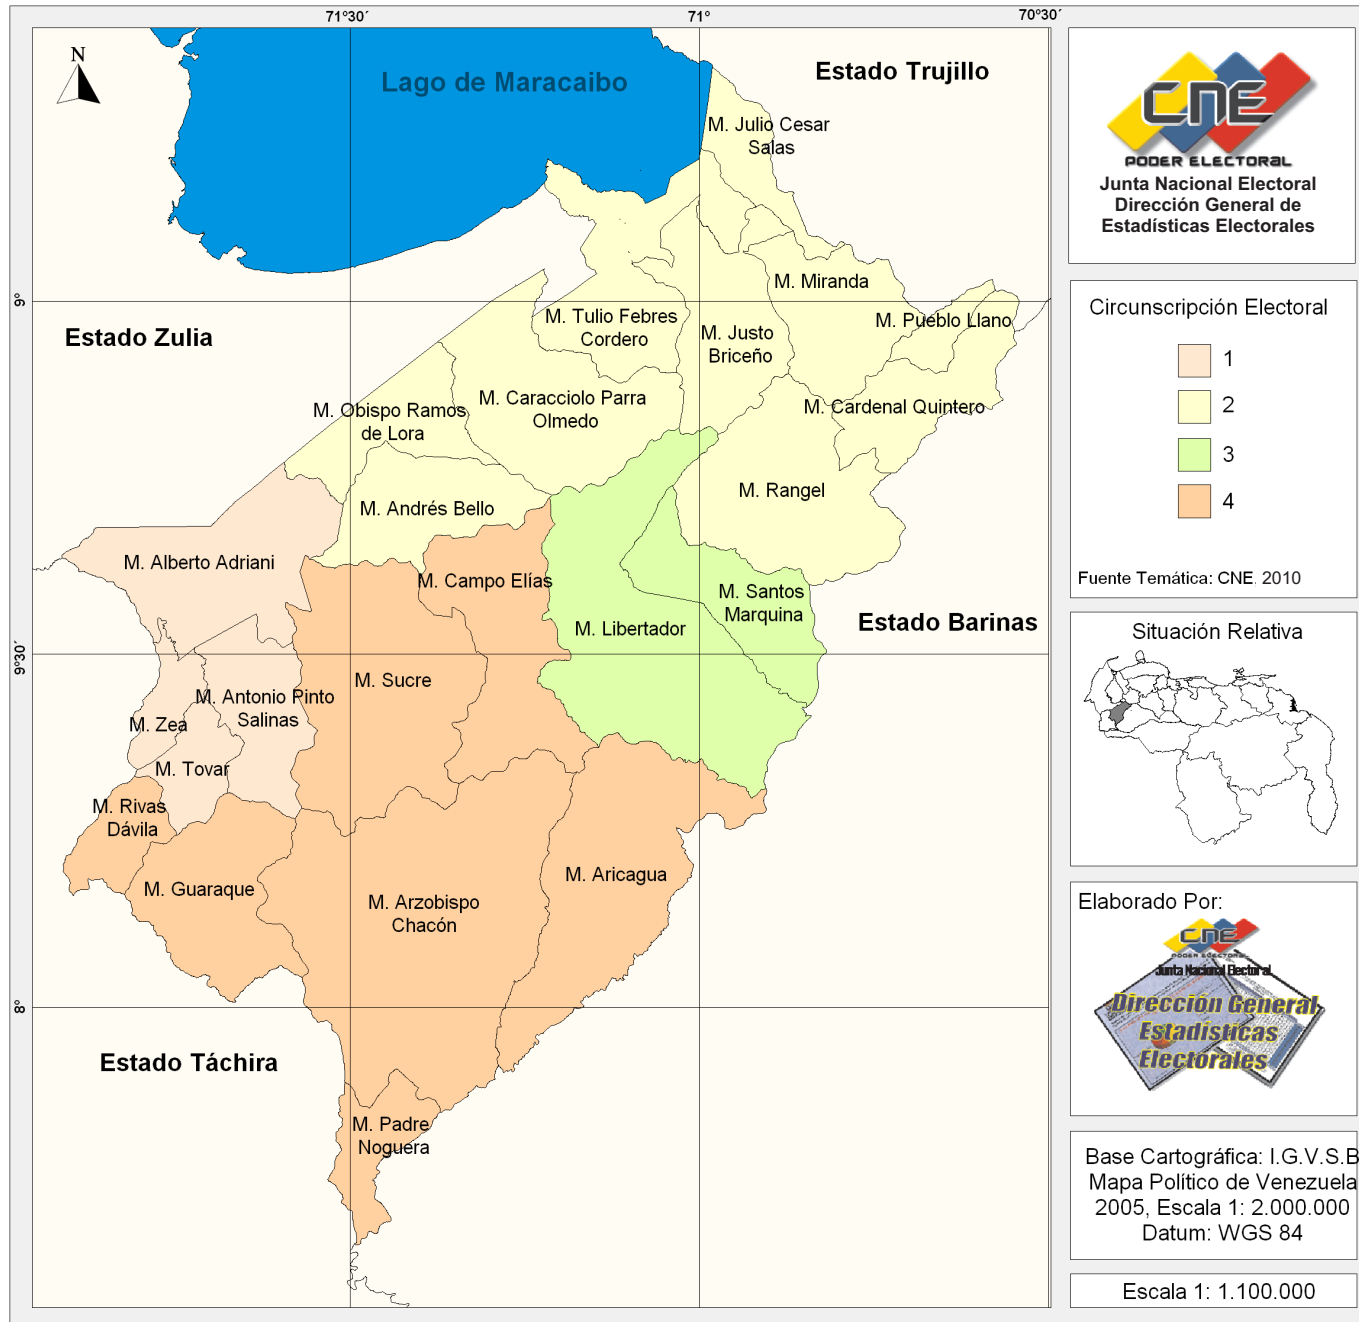 71°30´
71°
70°30´
N
Lago de Maracaibo
Estado Trujillo
M. Julio Cesar
Salas
M. Miranda
9°
Estado Zulia
M. Tulio Febres
Cordero
M. Justo
Briceño
M. Pueblo Llano
M. Obispo Ramos
de Lora
M. Caracciolo Parra
Olmedo
M. Cardenal Quintero
M. Rangel
M. Andrés Bello
M. Alberto Adriani
M. Campo Elías
M. Santos
Marquina
M. Libertador
Estado Barinas
9°30´
M. Sucre
M. Antonio Pinto
Salinas
M. Zea
M. Tovar
M. Rivas
Dávila
M. Guaraque
M. Arzobispo
Chacón
M. Aricagua
8°
Estado Táchira
M. Padre
Noguera
CNE
PODER ELECTORAL
Junta Nacional Electoral
Dirección General de
Estadísticas Electorales
Circunscripción Electoral
1
2
3
4
Fuente Temática: CNE. 2010
Situación Relativa
Elaborado Por:
CNE
PODER ELECTORAL
Junta Nacional Electoral
Dirección General
Estadísticas
Electorales
Base Cartográfica: I.G.V.S.B
Mapa Político de Venezuela
2005, Escala 1: 2.000.000
Datum: WGS 84
Escala 1: 1.100.000